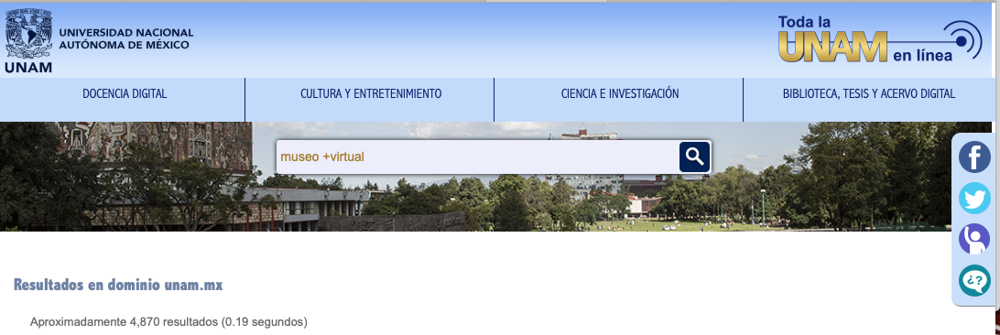 UNIVERSIDAD NACIONAL
AUTÓNOMA DE MÉXICO
UNAM
Toda la
UNAM
en línea
DOCENCIA DIGITAL
CULTURA Y ENTRETENIMIENTO
CIENCIA E INVESTIGACIÓN
BIBLIOTECA, TESIS Y ACERVO DIGITAL
museo +virtual
f
¿?
Resultados en dominio unam.mx
Aproximadamente 4,870 resultados (0.19 segundos)